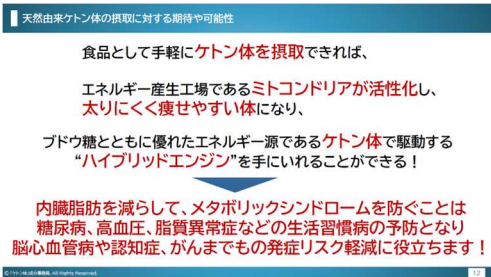 天然由来ケトン体の摂取に対する期待や可能性
食品として手軽にケトン体を摂取できれば、
エネルギー産生工場であるミトコンドリアが活性化し、
太りにくく痩せやすい体になり、
ブドウ糖とともに優れたエネルギー源であるケトン体で駆動する
“ハイブリッドエンジン”を手にいれることができる！
内臓脂肪を減らして、メタボリックシンドロームを防ぐことは
糖尿病、高血圧、脂質異常症などの生活習慣病の予防となり
脳心血管病や認知症、がんまでもの発症リスク軽減に役立ちます！
All Rights Reserved.
12